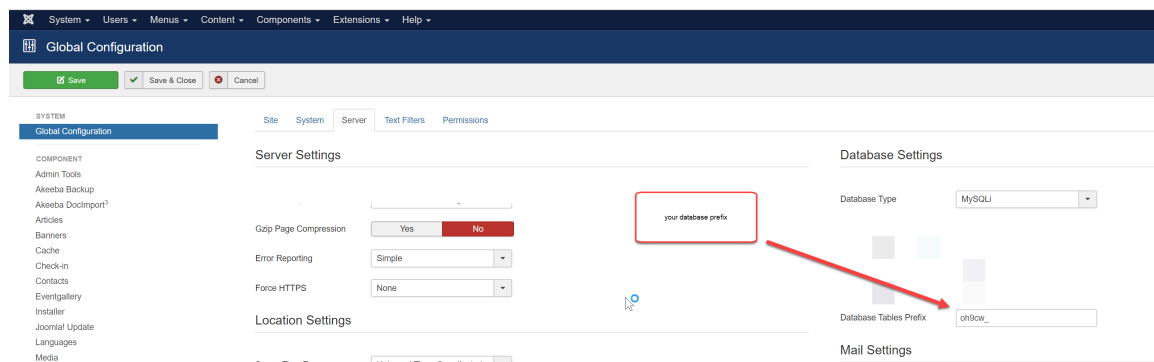 System Users Menus Content Components Extensions Help
Global Configuration
Save Save & Close Cancel
SYSTEM
Global Configuration
COMPONENT
Admin Tools
Akeeba Backup
Akeeba DocImport³
Articles
Banners
Cache
Check-in
Contacts
Eventgallery
Installer
Joomla! Update
Languages
Media
Site System Server Text Filters Permissions
Server Settings
Gzip Page Compression Yes No
Error Reporting Simple
Force HTTPS None
Location Settings
your database prefix
Database Settings
Database Type MySQLi
Database Tables Prefix oh9cw_
Mail Settings